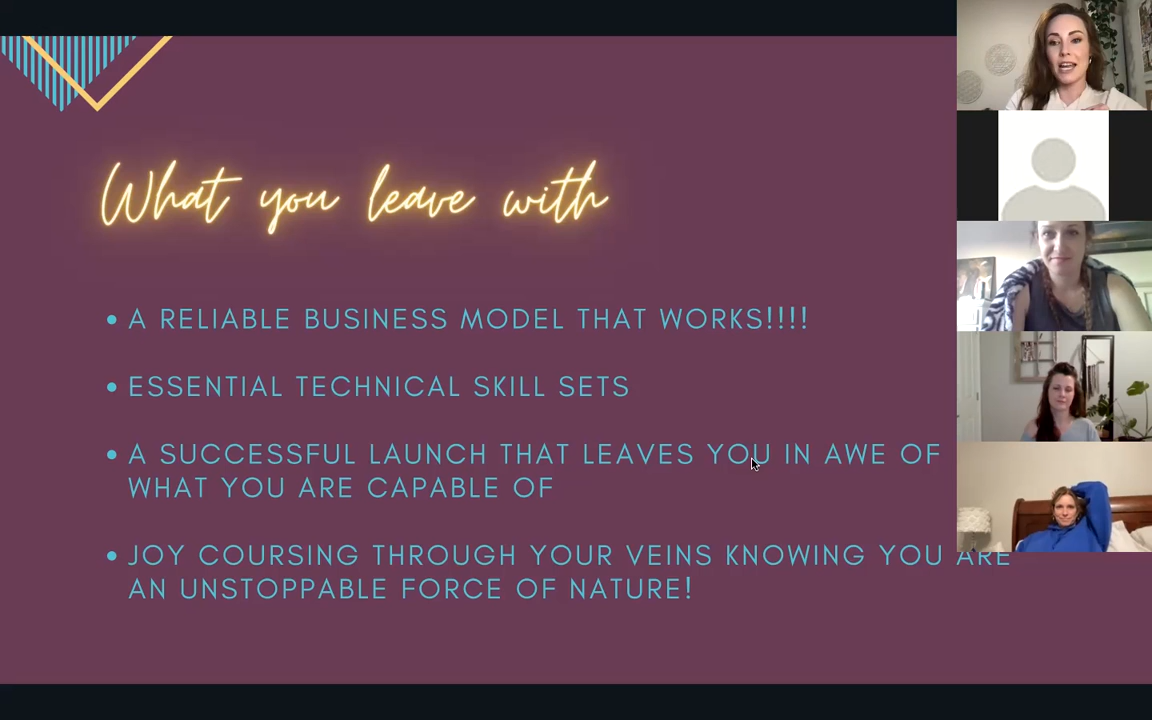 What you leave with
• A RELIABLE BUSINESS MODEL THAT WORKS!!!!
• ESSENTIAL TECHNICAL SKILL SETS
• A SUCCESSFUL LAUNCH THAT LEAVES YOU IN AWE OF
WHAT YOU ARE CAPABLE OF
• JOY COURSING THROUGH YOUR VEINS KNOWING YOU ARE
AN UNSTOPPABLE FORCE OF NATURE!